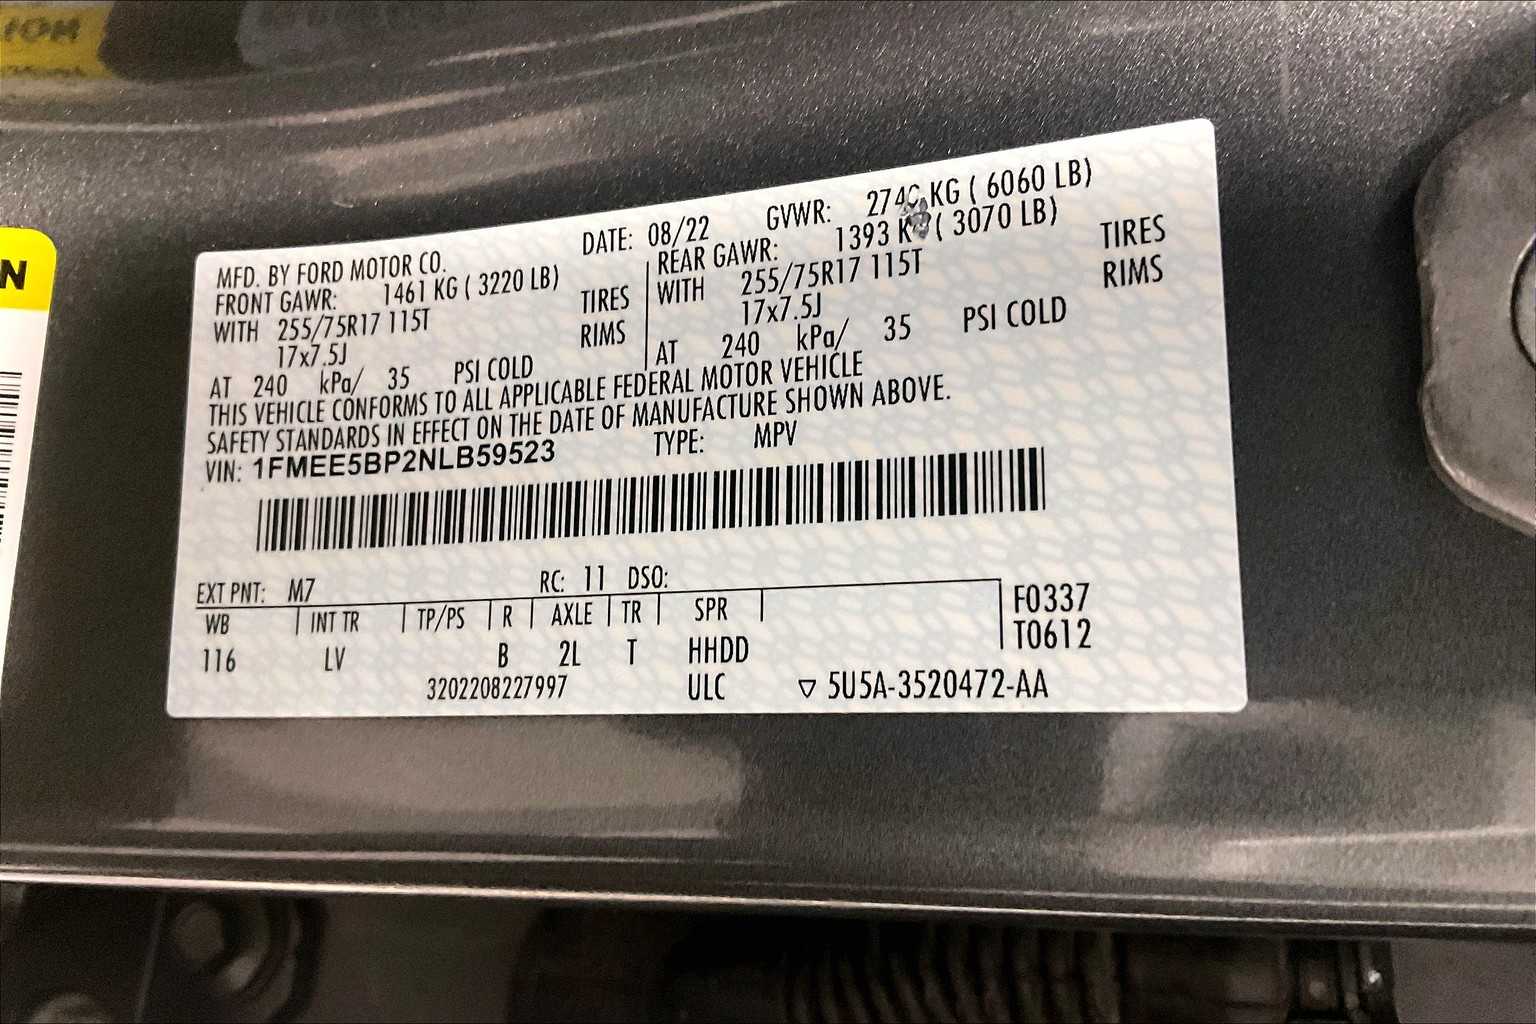 ION
N
MFD. BY FORD MOTOR CO. DATE: 08/22 GVWR: KG ( 6060 LB)
FRONT GAWR: 1461 KG ( 3220 LB) REAR GAWR: 1393 ( 3070 LB)
WITH 255/75R17 115T TIRES WITH 255/75R17 115T TIRES
17x7.5J RIMS 17x7.5J RIMS
AT 240 kPa/ 35 PSI COLD AT 240 kPa/ 35 PSI COLD
THIS VEHICLE CONFORMS TO ALL APPLICABLE FEDERAL MOTOR VEHICLE
SAFETY STANDARDS IN EFFECT ON THE DATE OF MANUFACTURE SHOWN ABOVE.
VIN: 1FMEE5BP2NLB59523 TYPE: MPV
EXT PNT: M7 RC: 11 DSO:
WB INT TR TP/PS R AXLE TR SPR F0337
116 LV B 2L T HHDD T0612
3202208227997 ULC ▽ 5U5A-3520472-AA